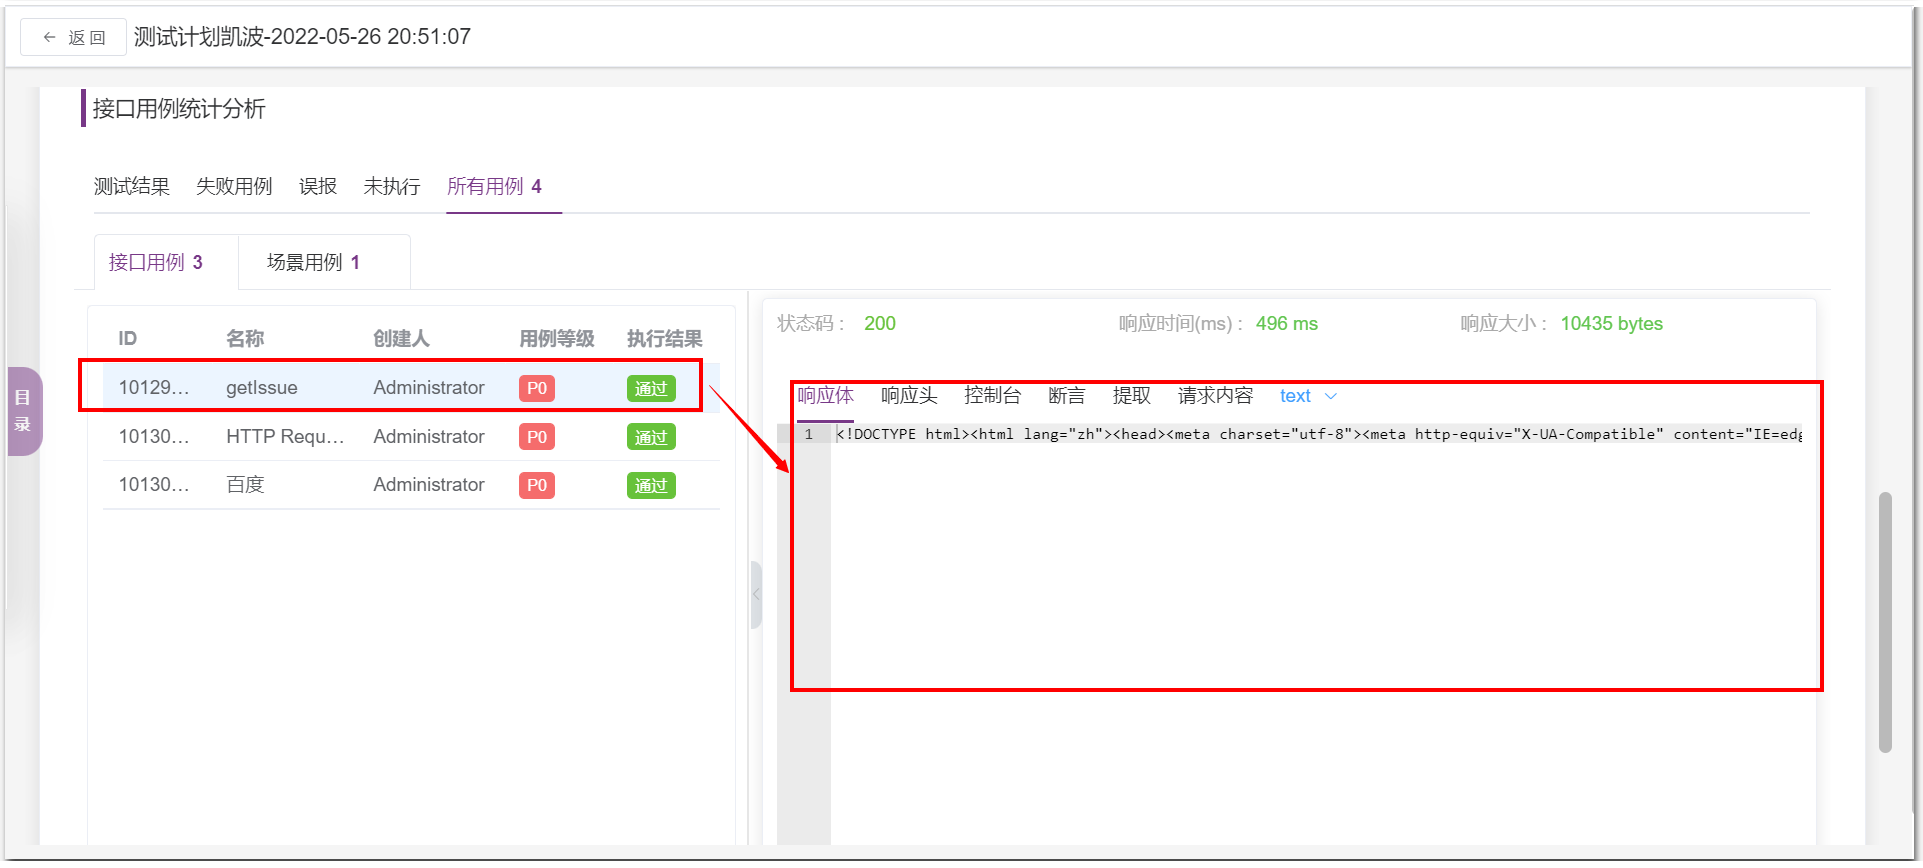 ← 返 回 测试计划凯波-2022-05-26 20:51:07
接口用例统计分析
测试结果 失败用例 误报 未执行 所有用例 4
接口用例 3 场景用例 1
ID 名称 创建人 用例等级 执行结果
10129... getIssue Administrator P0 通过
10130... HTTP Requ... Administrator P0 通过
10130... 百度 Administrator P0 通过
目
录
状态码： 200 响应时间(ms)： 496 ms 响应大小： 10435 bytes
响应体 响应头 控制台 断言 提取 请求内容 text
1 <!DOCTYPE html><html lang="zh"><head><meta charset="utf-8"><meta http-equiv="X-UA-Compatible" content="IE=edg